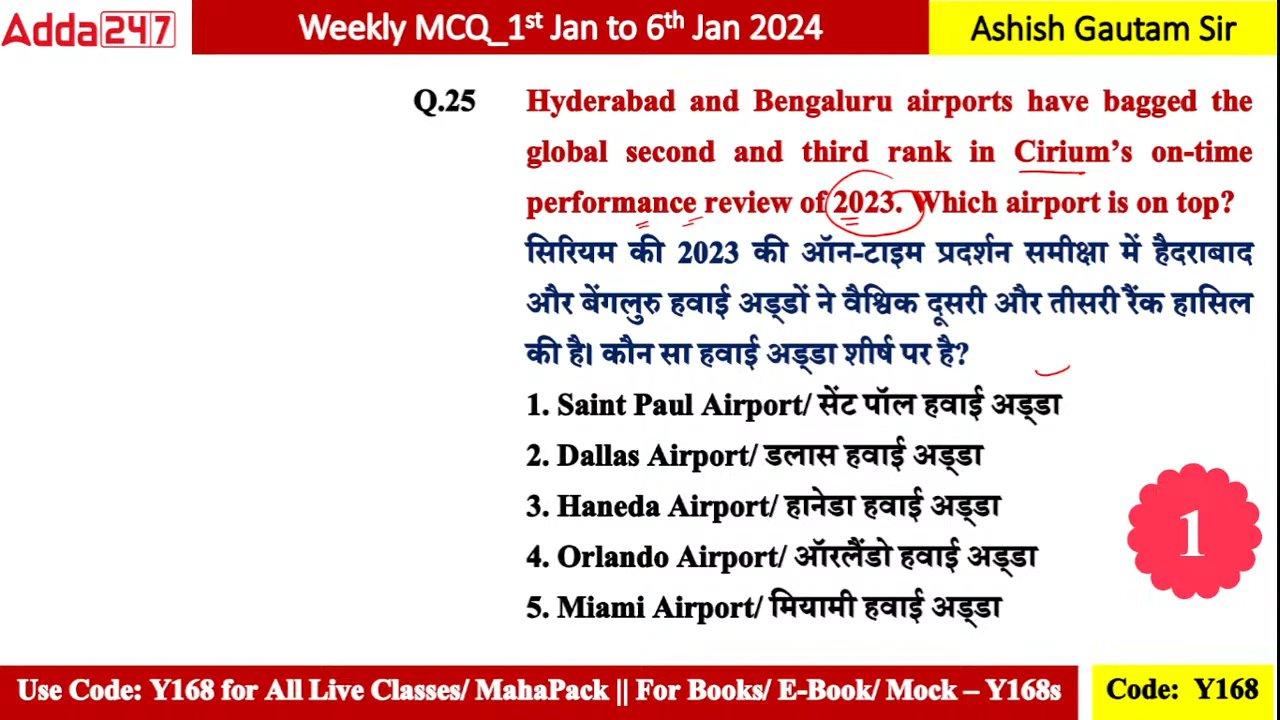 Adda247
Weekly MCQ_1st Jan to 6th Jan 2024
Ashish Gautam Sir
Q.25 Hyderabad and Bengaluru airports have bagged the
global second and third rank in Cirium's on-time
performance review of 2023. Which airport is on top?
सिरियम की 2023 की ऑन-टाइम प्रदर्शन समीक्षा में हैदराबाद
और बेंगलुरु हवाई अड्डों ने वैश्विक दूसरी और तीसरी रैंक हासिल
की है। कौन सा हवाई अड्डा शीर्ष पर है?
1. Saint Paul Airport/ सेंट पॉल हवाई अड्डा
2. Dallas Airport/ डलास हवाई अड्डा
3. Haneda Airport/ हानेडा हवाई अड्डा
4. Orlando Airport/ ऑरलैंडो हवाई अड्डा
5. Miami Airport/ मियामी हवाई अड्डा
1
Use Code: Y168 for All Live Classes/ MahaPack || For Books/ E-Book/ Mock – Y168s
Code: Y168